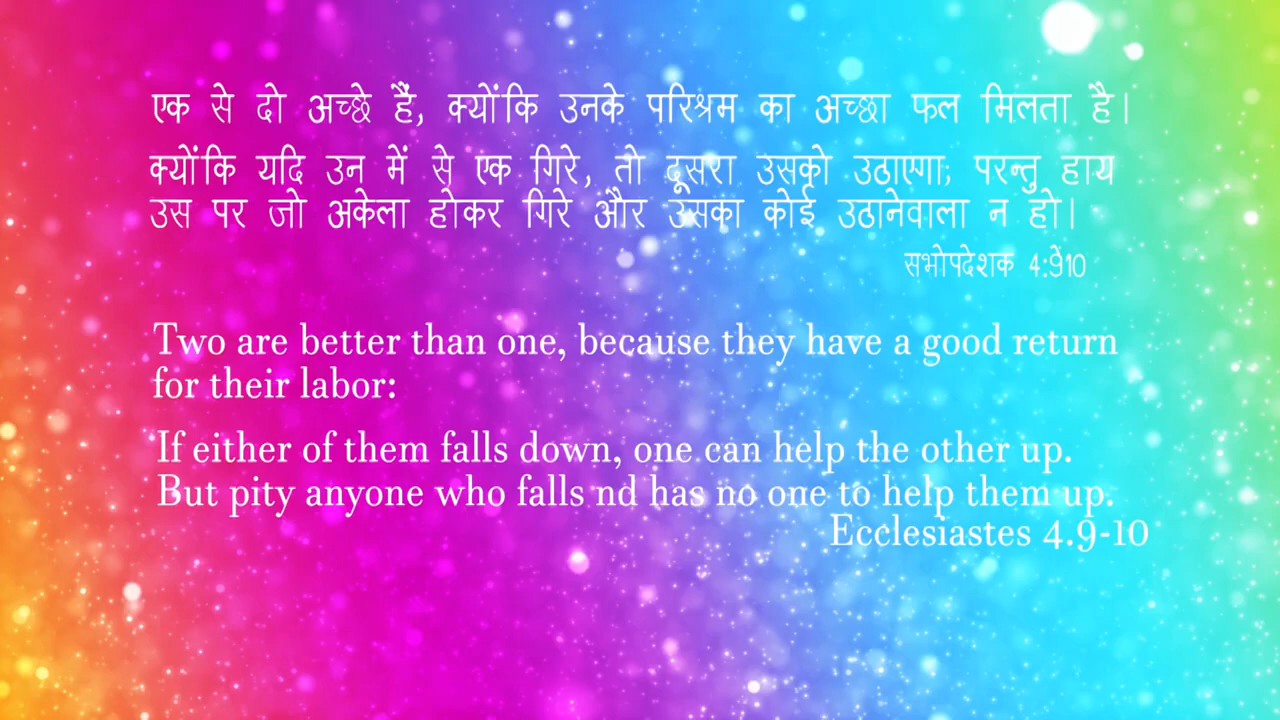 एक से दो अच्छे हैं, क्योंकि उनके परिश्रम का अच्छा फल मिलता है।
क्योंकि यदि उन में से एक गिरे, तो दूसरा उसको उठाएगा; परन्तु हाय
उस पर जो अकेला होकर गिरे और उसका कोई उठानेवाला न हो।
सभोपदेशक 4:9ें10
Two are better than one, because they have a good return
for their labor:
If either of them falls down, one can help the other up.
But pity anyone who falls nd has no one to help them up.
Ecclesiastes 4.9-10